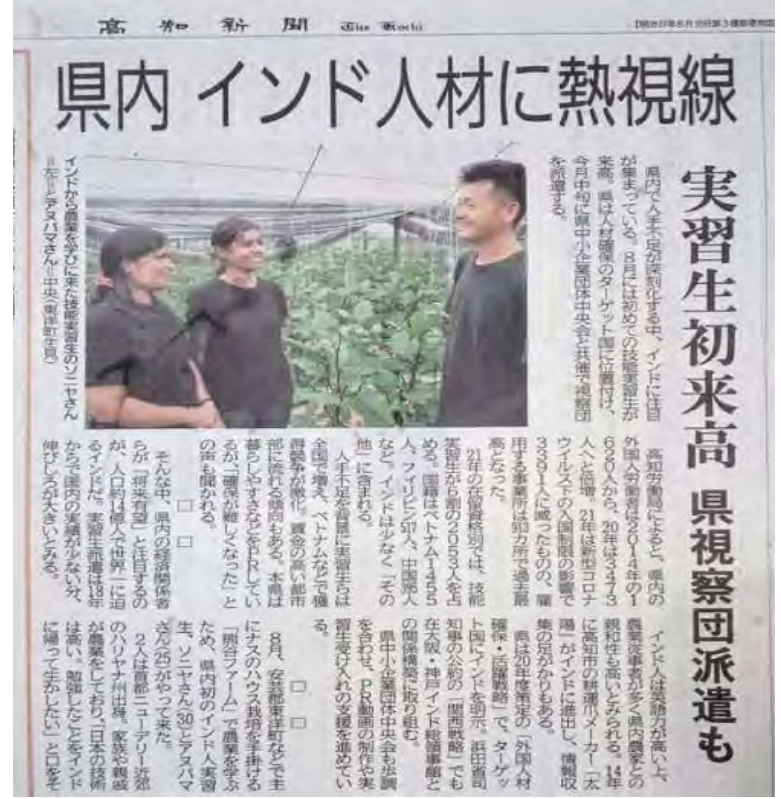 高知新聞 The Kochi
県内 インド人材に熱視線
実習生初来高 県視察団派遣も
県内で人手不足が深刻化する中、インドに注目
が集まっている。8月には初めての技能実習生が
来高。県は人材確保のターゲット国に位置付け、
今月中旬に県中小企業団体中央会と共催で視察団
を派遣する。
インドから農業を学びに来た技能実習生のソニヤさん
=左=とアヌパマさん=中央(東洋町生見)
高知労働局によると、県内の
外国人労働者は2014年の1
620人から、20年は3473
人へと倍増。21年は新型コロナ
ウイルス下の入国制限の影響で
3391人に減ったものの、雇
用する事業所は913カ所で過去最
高となった。
21年の在留資格別では、技能
実習生が6割の2053人を占
める。国籍はベトナム1455
人、フィリピン517人、中国
など。インドは少なく「その
他」に含まれる。
人手不足を背景に実習生らは
全国で増え、ベトナムなどで獲
得競争が激化。賃金の高い都市
部に流れる傾向もある。本県は
暮らしやすさなどをPRしてい
るが「確保が難しくなった」と
の声も聞かれる。
□ □
そんな中、県内の経済関係者
らが「将来有望」と注目するの
が、人口約14億人で世界一に迫
るインドだ。実習生派遣は18年
からで国内の実績が少ない分、
伸びしろが大きいとみる。
インド人は英語力が高い上、
農業従事者が多く県内農家との
親和性も高いとみられる。14年
に高知市の耕運爪メーカー「太
陽」がインドに進出し、情報収
集の足がかりもある。
県は20年度策定の「外国人材
確保・活躍戦略」で、ターゲッ
ト国にインドを明示。浜田省司
知事の公約の「関西戦略」でも
在大阪・神戸インド総領事館と
の関係構築に取り組む。
県中小企業団体中央会も歩調
を合わせ、PR動画の制作や実
習生受け入れの支援を進めてい
る。
□ □
8月、安芸郡東洋町などで主
にナスのハウス栽培を手掛ける
「熊谷ファーム」で農業を学ぶ
ため、県内初のインド人実習
生、ソニヤさん(30)とアヌパマ
さん(25)がやって来た。
2人は首都ニューデリー近郊
のハリヤナ州出身。家族や親戚
が農業をしており、「日本の技術
は高い。勉強したことをインド
に帰って生かしたい」と口をそ